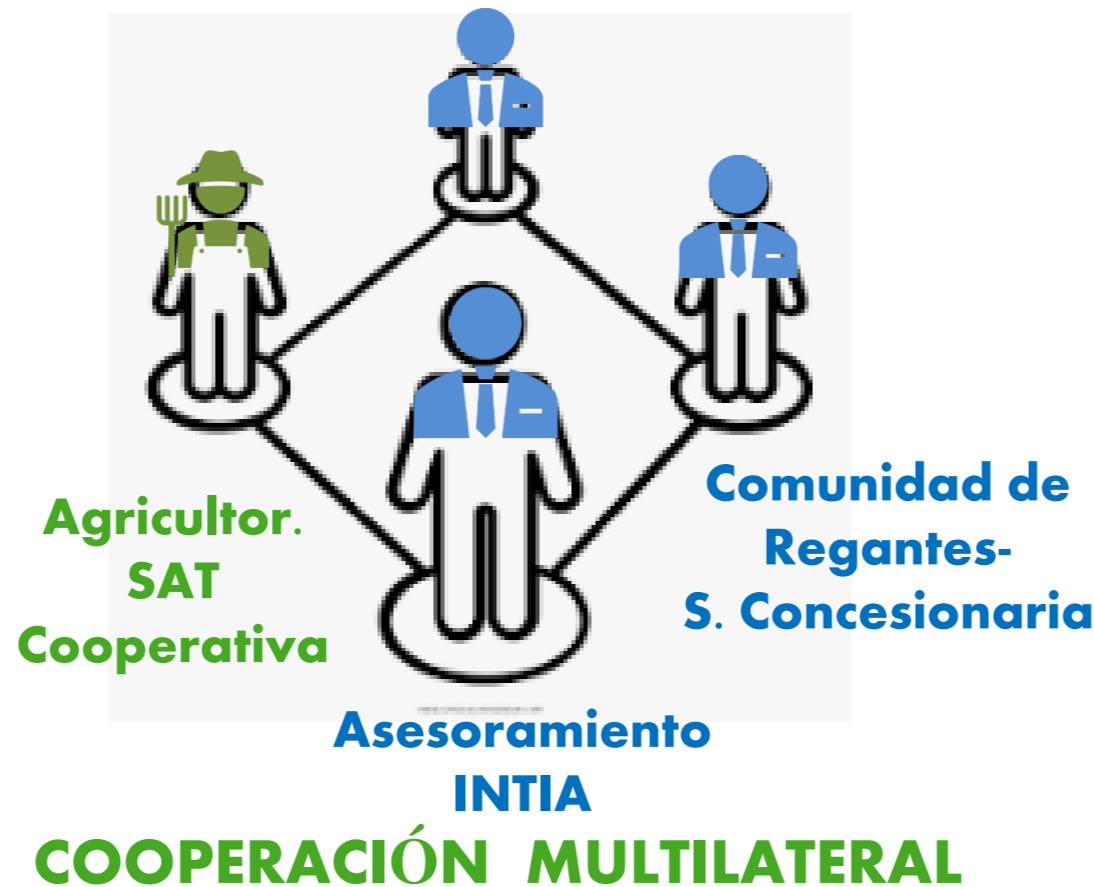 Agricultor.
SAT
Cooperativa
Comunidad de
Regantes-
S. Concesionaria
Asesoramiento
INTIA
COOPERACIÓN MULTILATERAL